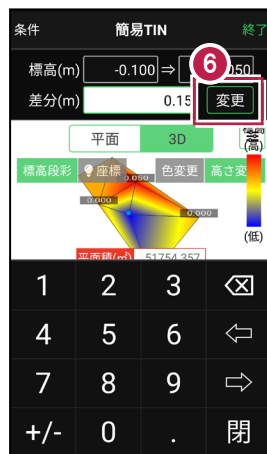 条件 簡易TIN 終了
6
標高(m) -0.100 ⇒ .050
差分(m) 0.15 変更
平面 3D
(高)
標高段彩 座標 色変更 高さ変
0.050
0.000
0.000
(低)
平面積(㎡) 51754.357
1 2 3
4 5 6
7 8 9
+/- 0 . 閉